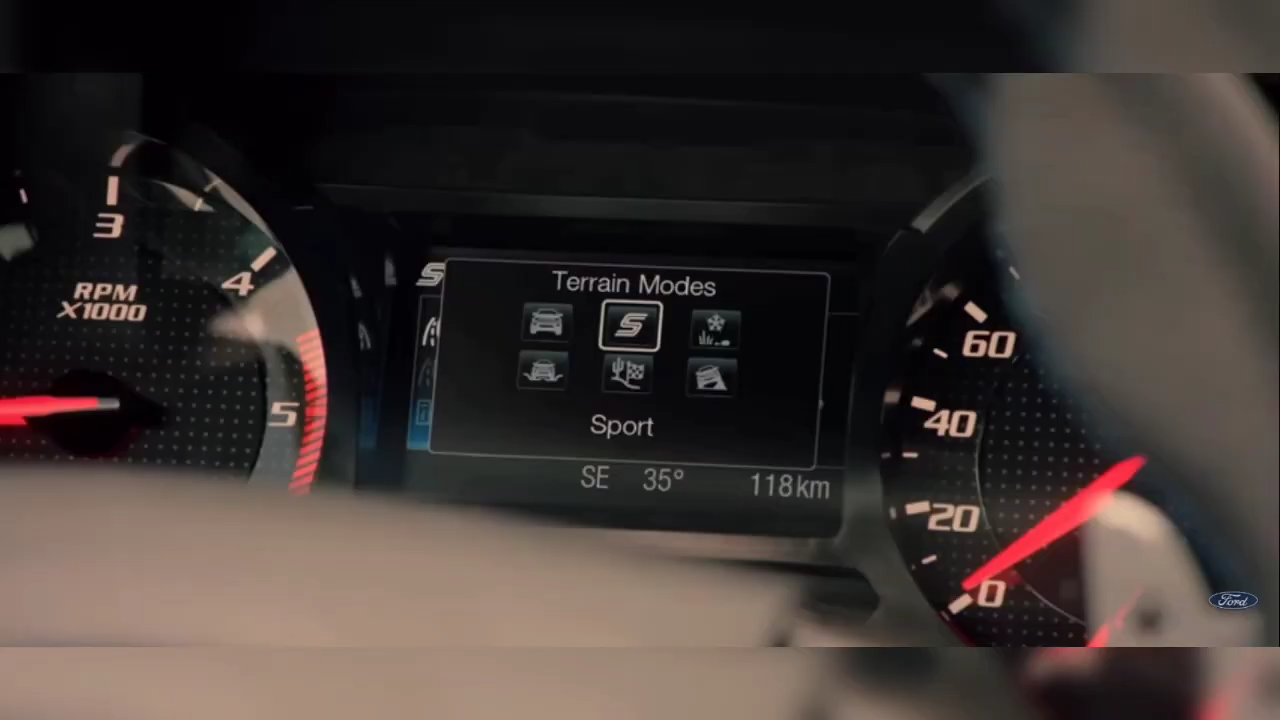 3
4
RPM
X1000
5
S
Terrain Modes
S
Sport
SE 35° 118km
60
40
20
0
Ford